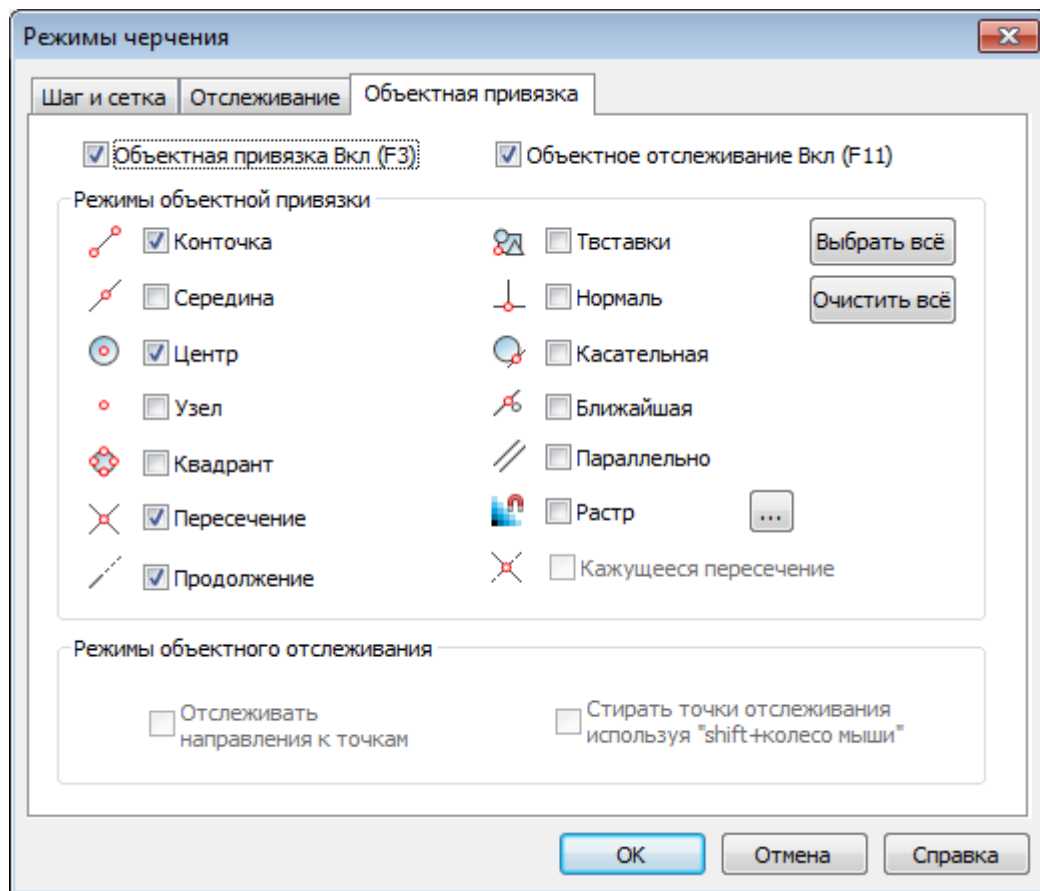 Режимы черчения
Шаг и сетка
Отслеживание
Объектная привязка
Объектная привязка Вкл (F3)
Объектное отслеживание Вкл (F11)
Режимы объектной привязки
Конточка
Твставки
Выбрать всё
Середина
Нормаль
Очистить всё
Центр
Касательная
Узел
Ближайшая
Квадрант
Параллельно
Пересечение
Растр
...
Продолжение
Кажущееся пересечение
Режимы объектного отслеживания
Отслеживать
направления к точкам
Стирать точки отслеживания
используя "shift+колесо мыши"
ОК
Отмена
Справка